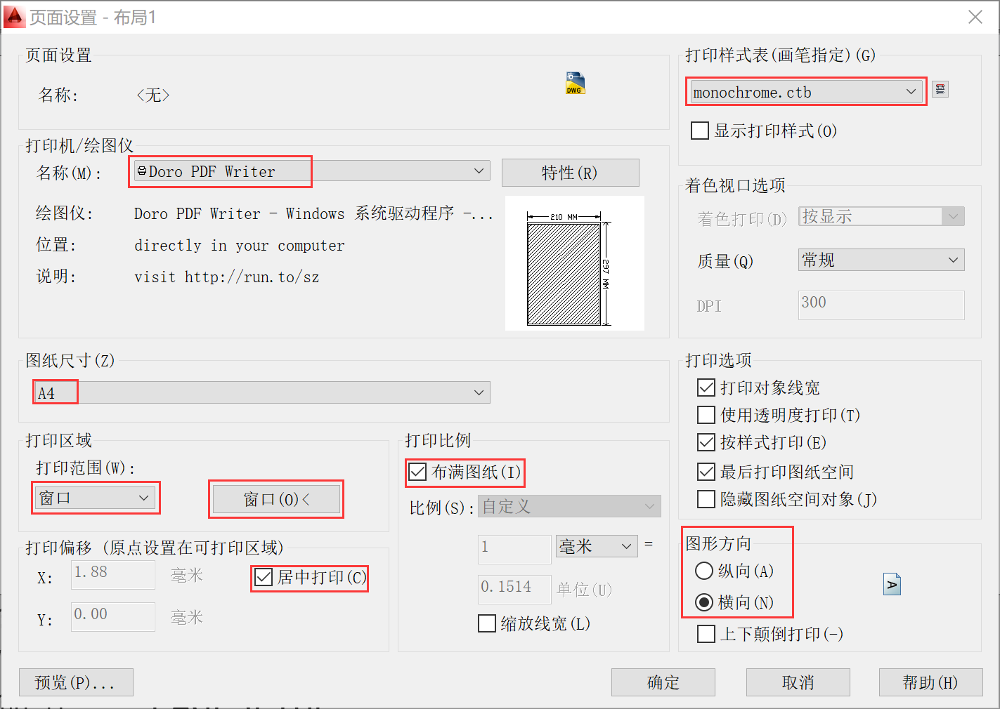 页面设置 - 布局1
页面设置
名称:
<无>
DWG
打印机/绘图仪
名称(M):
Doro PDF Writer
特性(R)
绘图仪:
Doro PDF Writer - Windows 系统驱动程序 -...
位置:
directly in your computer
说明:
visit http://run.to/sz
210 MM
297 MM
图纸尺寸(Z)
A4
打印区域
打印范围(W):
窗口
窗口(O)<
打印偏移 (原点设置在可打印区域)
X:
1.88
毫米
居中打印(C)
Y:
0.00
毫米
打印比例
布满图纸(I)
比例(S):
自定义
1
毫米
=
0.1514
单位(U)
缩放线宽(L)
打印样式表(画笔指定)(G)
monochrome.ctb
显示打印样式(O)
着色视口选项
着色打印(D)
按显示
质量(Q)
常规
DPI
300
打印选项
打印对象线宽
使用透明度打印(T)
按样式打印(E)
最后打印图纸空间
隐藏图纸空间对象(J)
图形方向
纵向(A)
横向(N)
A
上下颠倒打印(-)
预览(P)...
确定
取消
帮助(H)